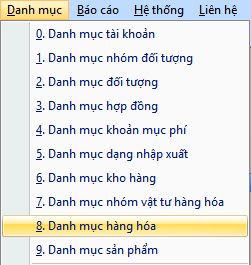 Danh mục Báo cáo Hệ thống Liên hệ
0. Danh mục tài khoản
1. Danh mục nhóm đối tượng
2. Danh mục đối tượng
3. Danh mục hợp đồng
4. Danh mục khoản mục phí
5. Danh mục dạng nhập xuất
6. Danh mục kho hàng
7. Danh mục nhóm vật tư hàng hóa
8. Danh mục hàng hóa
9. Danh mục sản phẩm